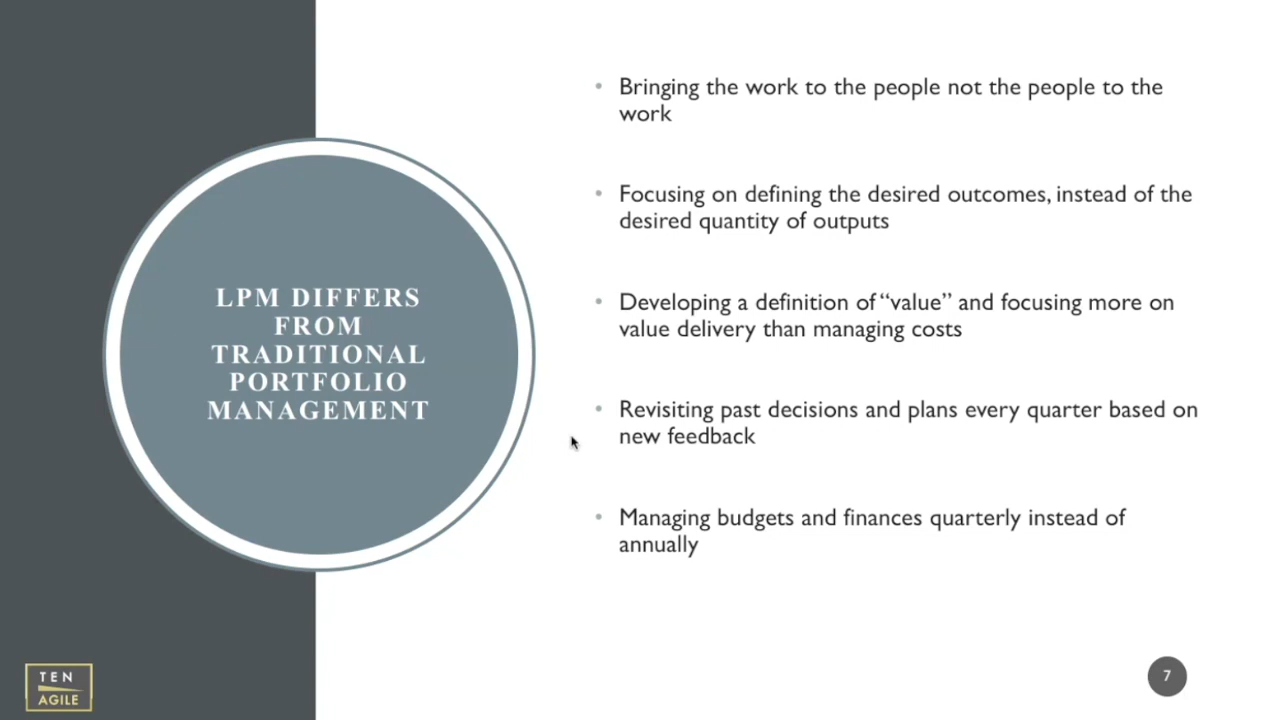 LPM DIFFERS
FROM
TRADITIONAL
PORTFOLIO
MANAGEMENT
• Bringing the work to the people not the people to the
work
• Focusing on defining the desired outcomes, instead of the
desired quantity of outputs
• Developing a definition of “value” and focusing more on
value delivery than managing costs
• Revisiting past decisions and plans every quarter based on
new feedback
• Managing budgets and finances quarterly instead of
annually
TEN
AGILE
7